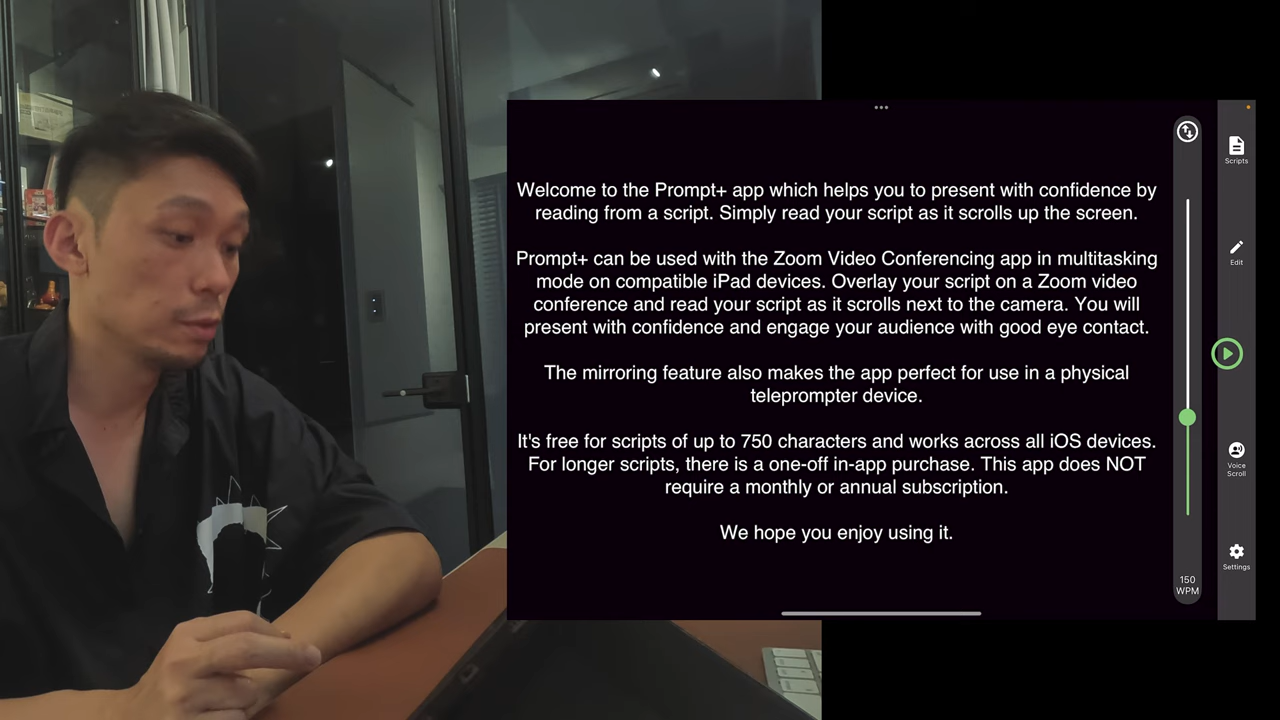 Welcome to the Prompt+ app which helps you to present with confidence by
reading from a script. Simply read your script as it scrolls up the screen.
Prompt+ can be used with the Zoom Video Conferencing app in multitasking
mode on compatible iPad devices. Overlay your script on a Zoom video
conference and read your script as it scrolls next to the camera. You will
present with confidence and engage your audience with good eye contact.
The mirroring feature also makes the app perfect for use in a physical
teleprompter device.
It's free for scripts of up to 750 characters and works across all iOS devices.
For longer scripts, there is a one-off in-app purchase. This app does NOT
require a monthly or annual subscription.
We hope you enjoy using it.
150
WPM
Scripts
Edit
Voice
Scroll
Settings